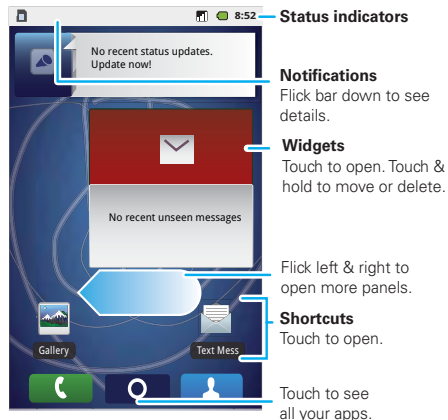 8:52
Status indicators
No recent status updates.
Update now!
Notifications
Flick bar down to see
details.
Widgets
Touch to open. Touch &
hold to move or delete.
No recent unseen messages
Flick left & right to
open more panels.
Shortcuts
Touch to open.
Gallery
Text Mess
Touch to see
all your apps.